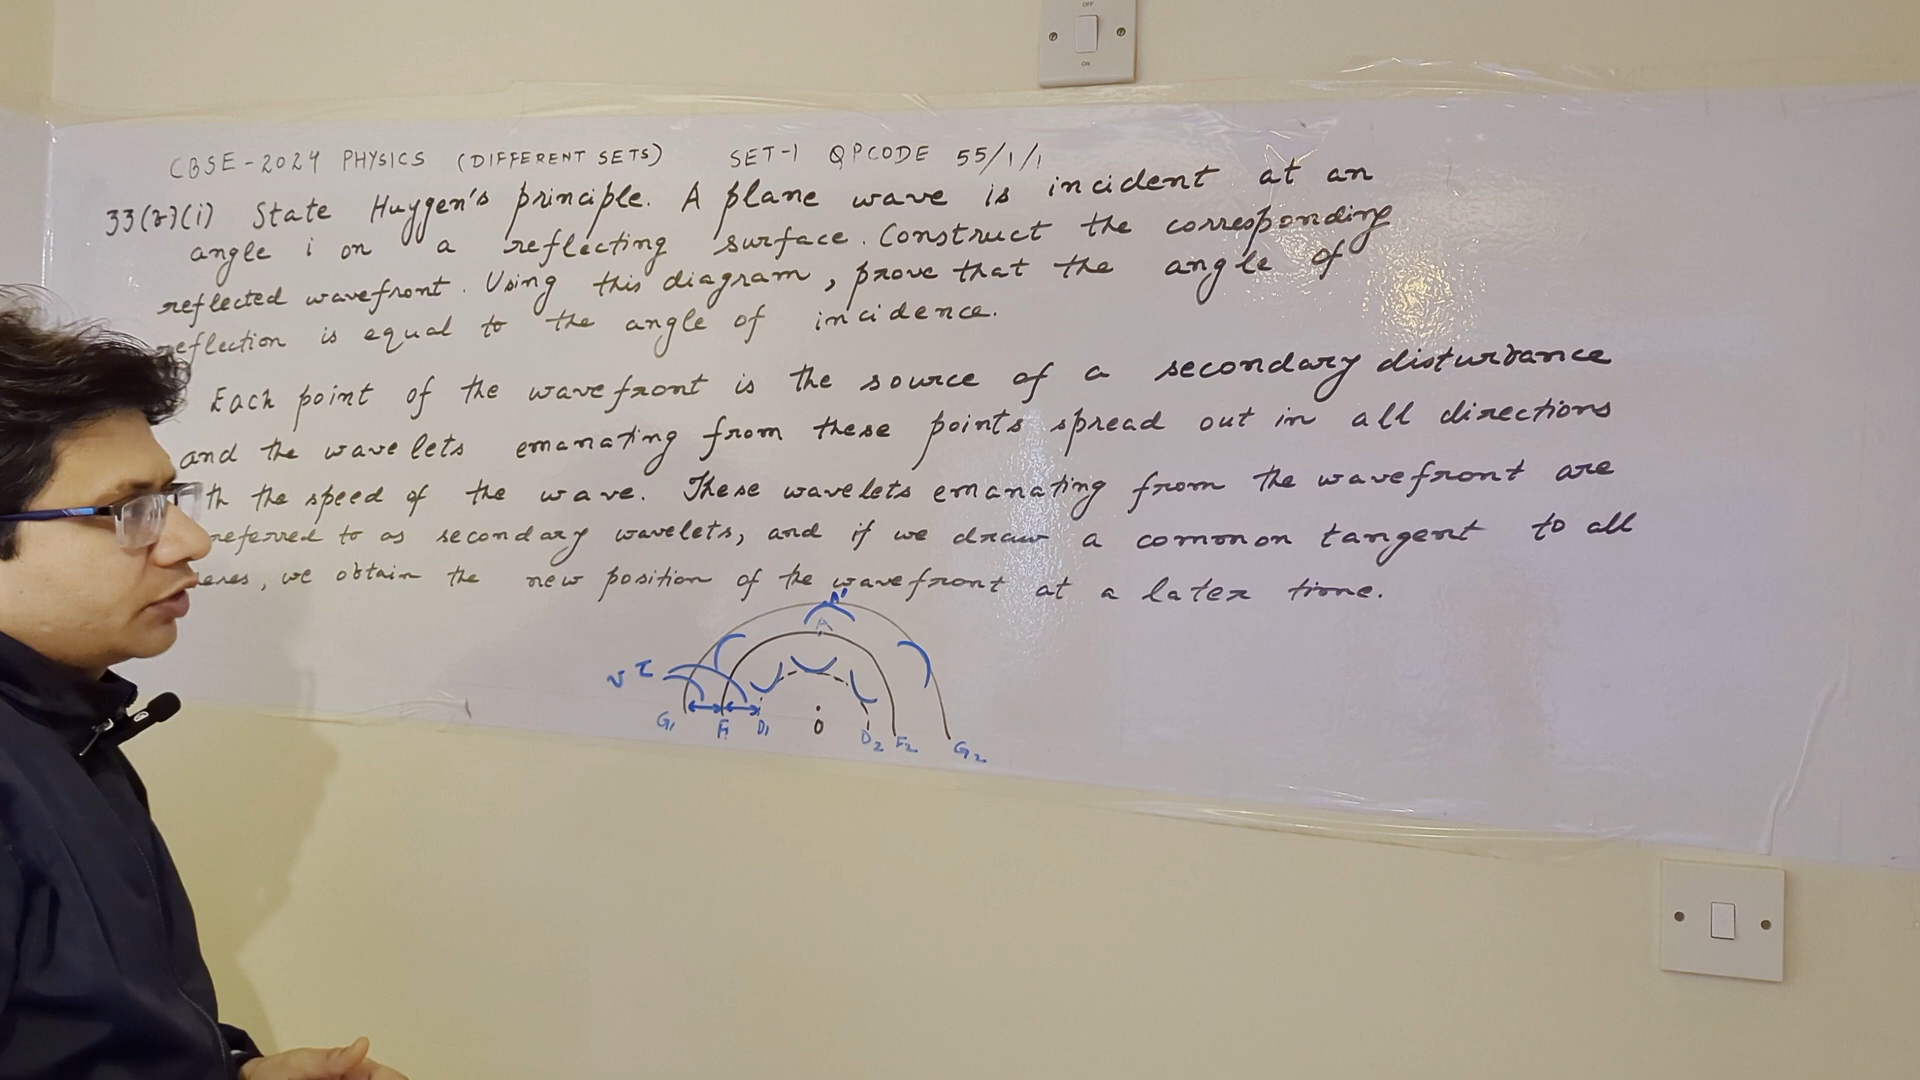 OFF
ON
CBSE-2024 PHYSICS (DIFFERENT SETS) SET-1 QPCODE 55/1/1
33(b)(i) State Huygen's principle. A plane wave is incident at an
angle i on a reflecting surface. Construct the corresponding
reflected wavefront. Using this diagram, prove that the angle of
reflection is equal to the angle of incidence.
Each point of the wavefront is the source of a secondary disturbance
and the wavelets emanating from these points spread out in all directions
th the speed of the wave. These wavelets emanating from the wavefront are
referred to as secondary wavelets, and if we draw a common tangent to all
eres, we obtain the new position of the wavefront at a later time.
A'
A
vτ
G1 F1 D1 O D2 F2 G2